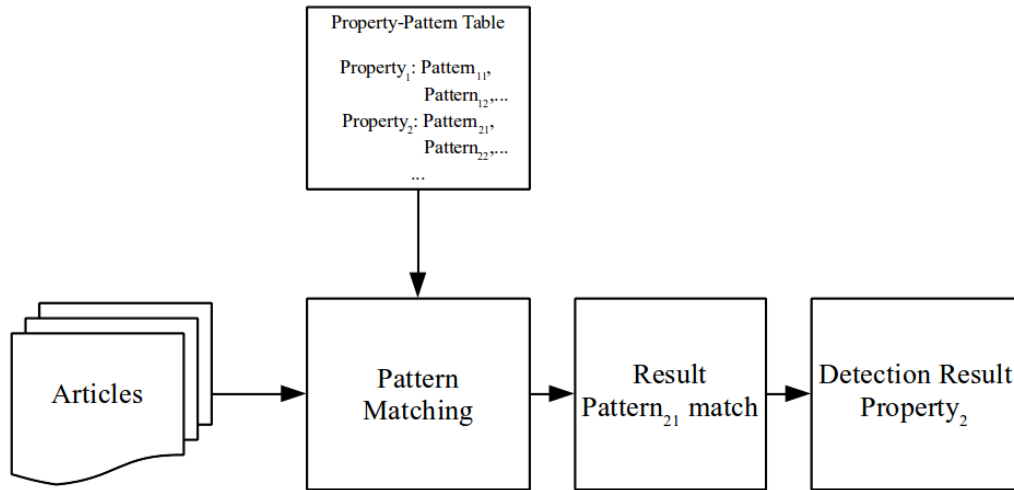 Property-Pattern Table
Property₁: Pattern₁₁,
Pattern₁₂,...
Property₂: Pattern₂₁,
Pattern₂₂,...
...
Articles
Pattern
Matching
Result
Pattern₂₁ match
Detection Result
Property₂